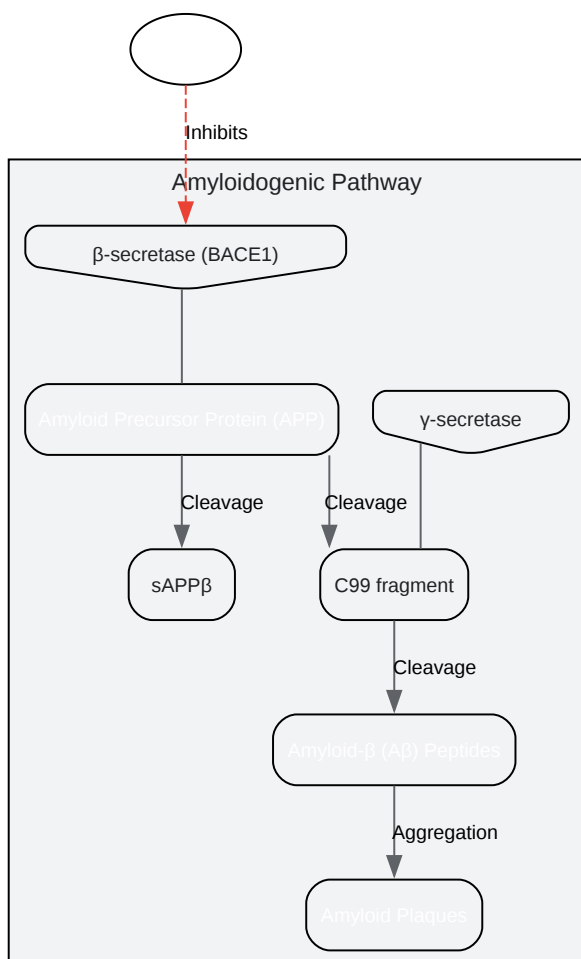 Inhibits
Amyloidogenic Pathway
β-secretase (BACE1)
Amyloid Precursor Protein (APP)
γ-secretase
Cleavage
Cleavage
sAPPβ
C99 fragment
Cleavage
Amyloid-β (Aβ) Peptides
Aggregation
Amyloid Plaques